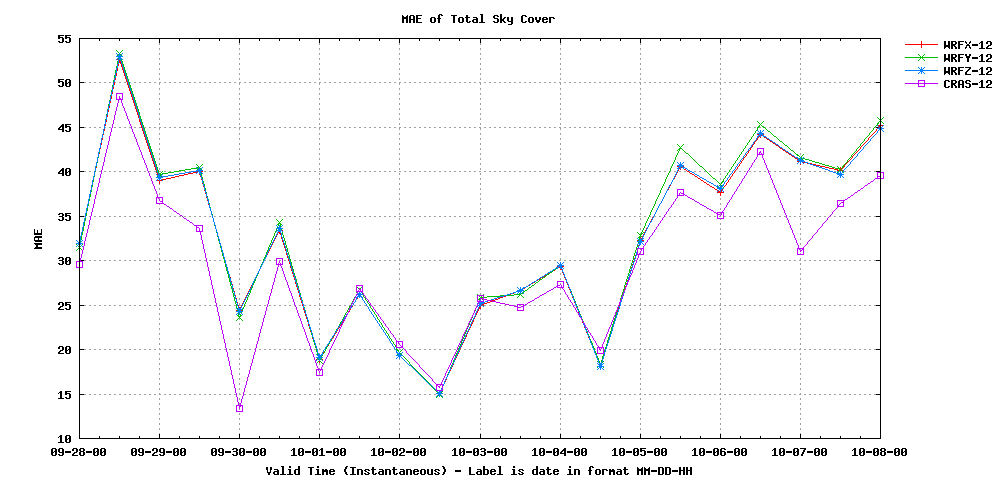 MAE of Total Sky Cover
WRFX-12
WRFY-12
WRFZ-12
CRAS-12
55
50
45
40
35
30
25
20
15
10
MAE
09-28-00 09-29-00 09-30-00 10-01-00 10-02-00 10-03-00 10-04-00 10-05-00 10-06-00 10-07-00 10-08-00
Valid Time (Instantaneous) - Label is date in format MM-DD-HH